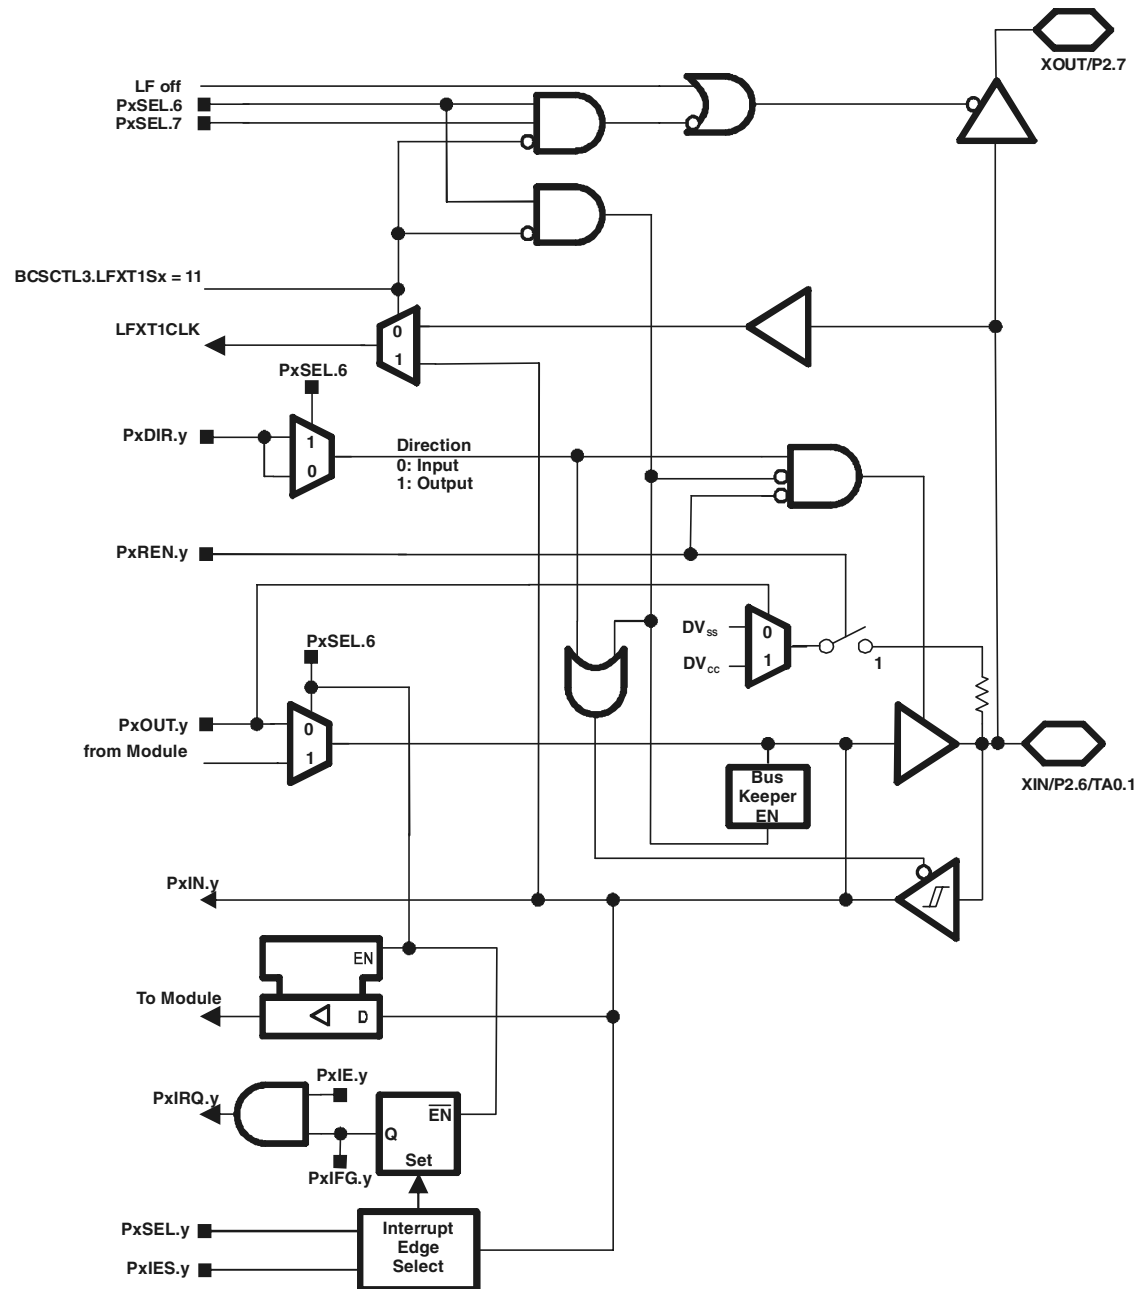 XOUT/P2.7
LF off
PxSEL.6
PxSEL.7
BCSCTL3.LFXT1Sx = 11
LFXT1CLK
0
1
PxSEL.6
PxDIR.y
1
0
Direction
0: Input
1: Output
PxREN.y
DVSS
0
DVCC
1
1
PxSEL.6
PxOUT.y
0
from Module
1
Bus
Keeper
EN
XIN/P2.6/TA0.1
PxIN.y
EN
To Module
D
PxIE.y
PxIRQ.y
EN
Q
Set
PxIFG.y
PxSEL.y
Interrupt
Edge
Select
PxIES.y